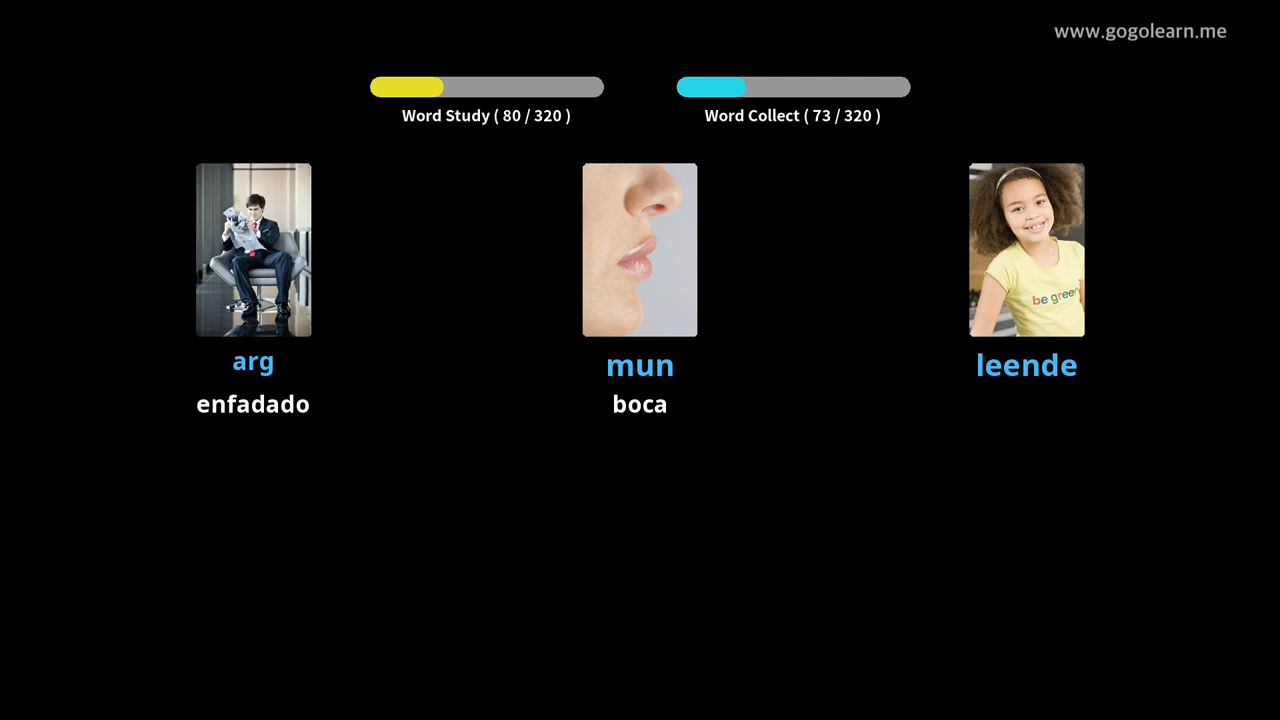 www.gogolearn.me
Word Study ( 80 / 320 )
Word Collect ( 73 / 320 )
be green
arg
mun
leende
enfadado
boca